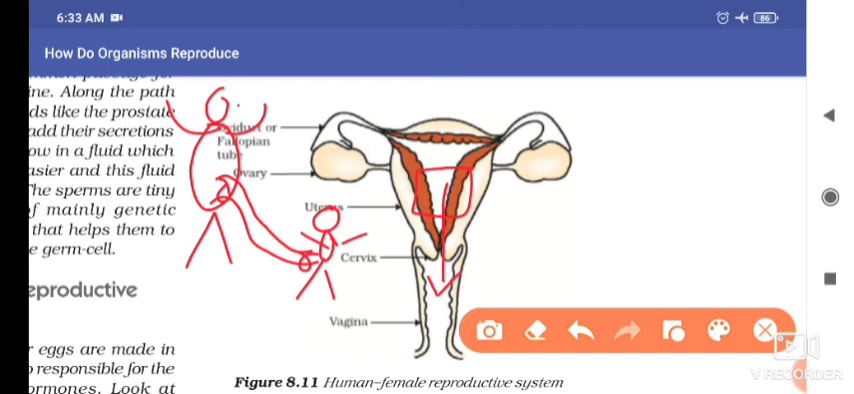 6:33 AM
86
How Do Organisms Reproduce
ine. Along the path
ds like the prostate
add their secretions
ow in a fluid which
asier and this fluid
The sperms are tiny
f mainly genetic
that helps them to
e germ-cell.
eproductive
r eggs are made in
responsible for the
ormones. Look at
Oviduct or
Fallopian
tube
Ovary
Uterus
Cervix
Vagina
Figure 8.11 Human–female reproductive system
V RECORDER